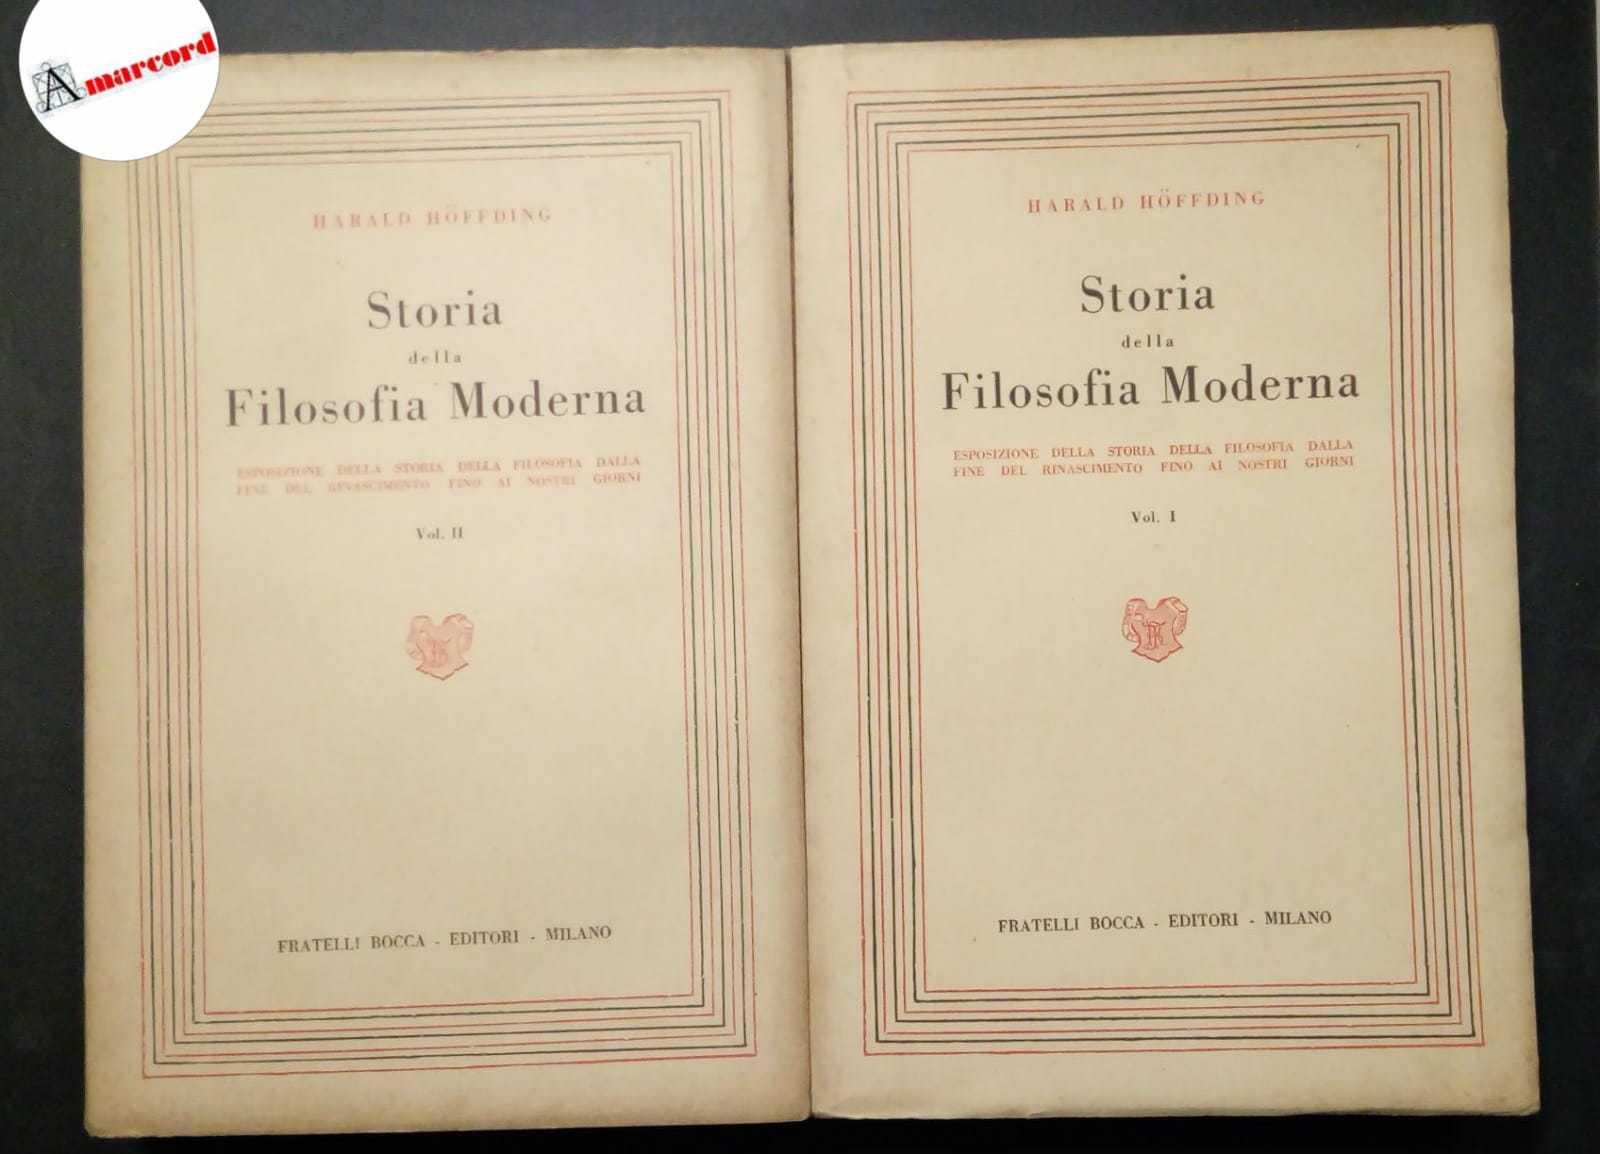 Amarcord
HARALD HÖFFDING
Storia
della
Filosofia Moderna
ESPOSIZIONE DELLA STORIA DELLA FILOSOFIA DALLA
FINE DEL RINASCIMENTO FINO AI NOSTRI GIORNI
Vol. II
FRATELLI BOCCA - EDITORI - MILANO
HARALD HÖFFDING
Storia
della
Filosofia Moderna
ESPOSIZIONE DELLA STORIA DELLA FILOSOFIA DALLA
FINE DEL RINASCIMENTO FINO AI NOSTRI GIORNI
Vol. I
FRATELLI BOCCA - EDITORI - MILANO